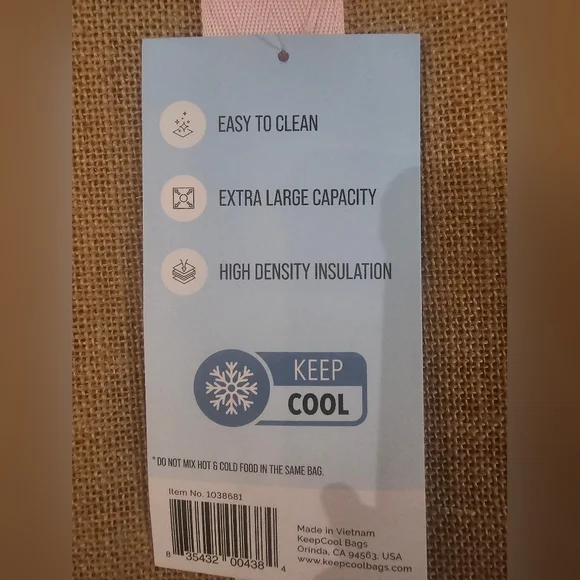 EASY TO CLEAN
EXTRA LARGE CAPACITY
HIGH DENSITY INSULATION
KEEP
COOL
*DO NOT MIX HOT & COLD FOOD IN THE SAME BAG.
Item No. 1038681
8 35432 00438 4
Made in Vietnam
KeepCool Bags
Orinda, CA 94563, USA
www.keepcoolbags.com